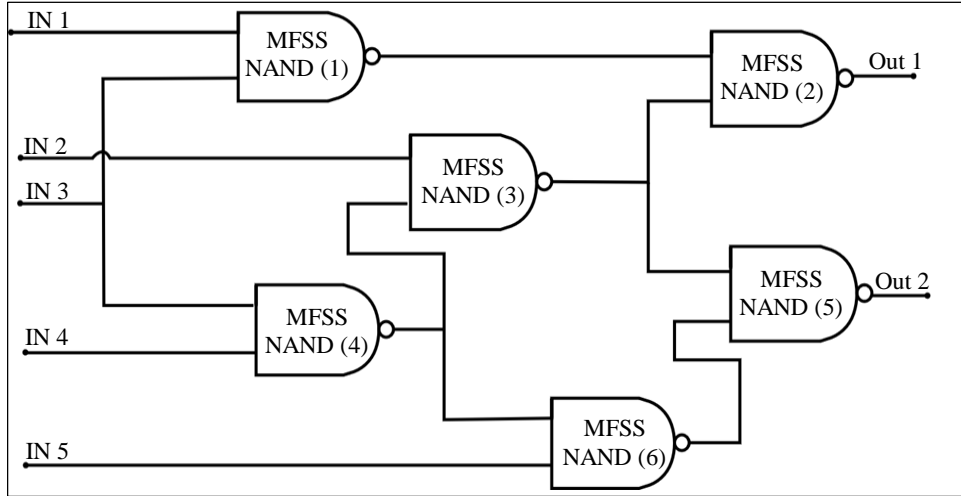 IN 1
MFSS
NAND (1)
MFSS
NAND (2)
Out 1
IN 2
MFSS
NAND (3)
IN 3
MFSS
NAND (5)
Out 2
MFSS
NAND (4)
IN 4
MFSS
NAND (6)
IN 5